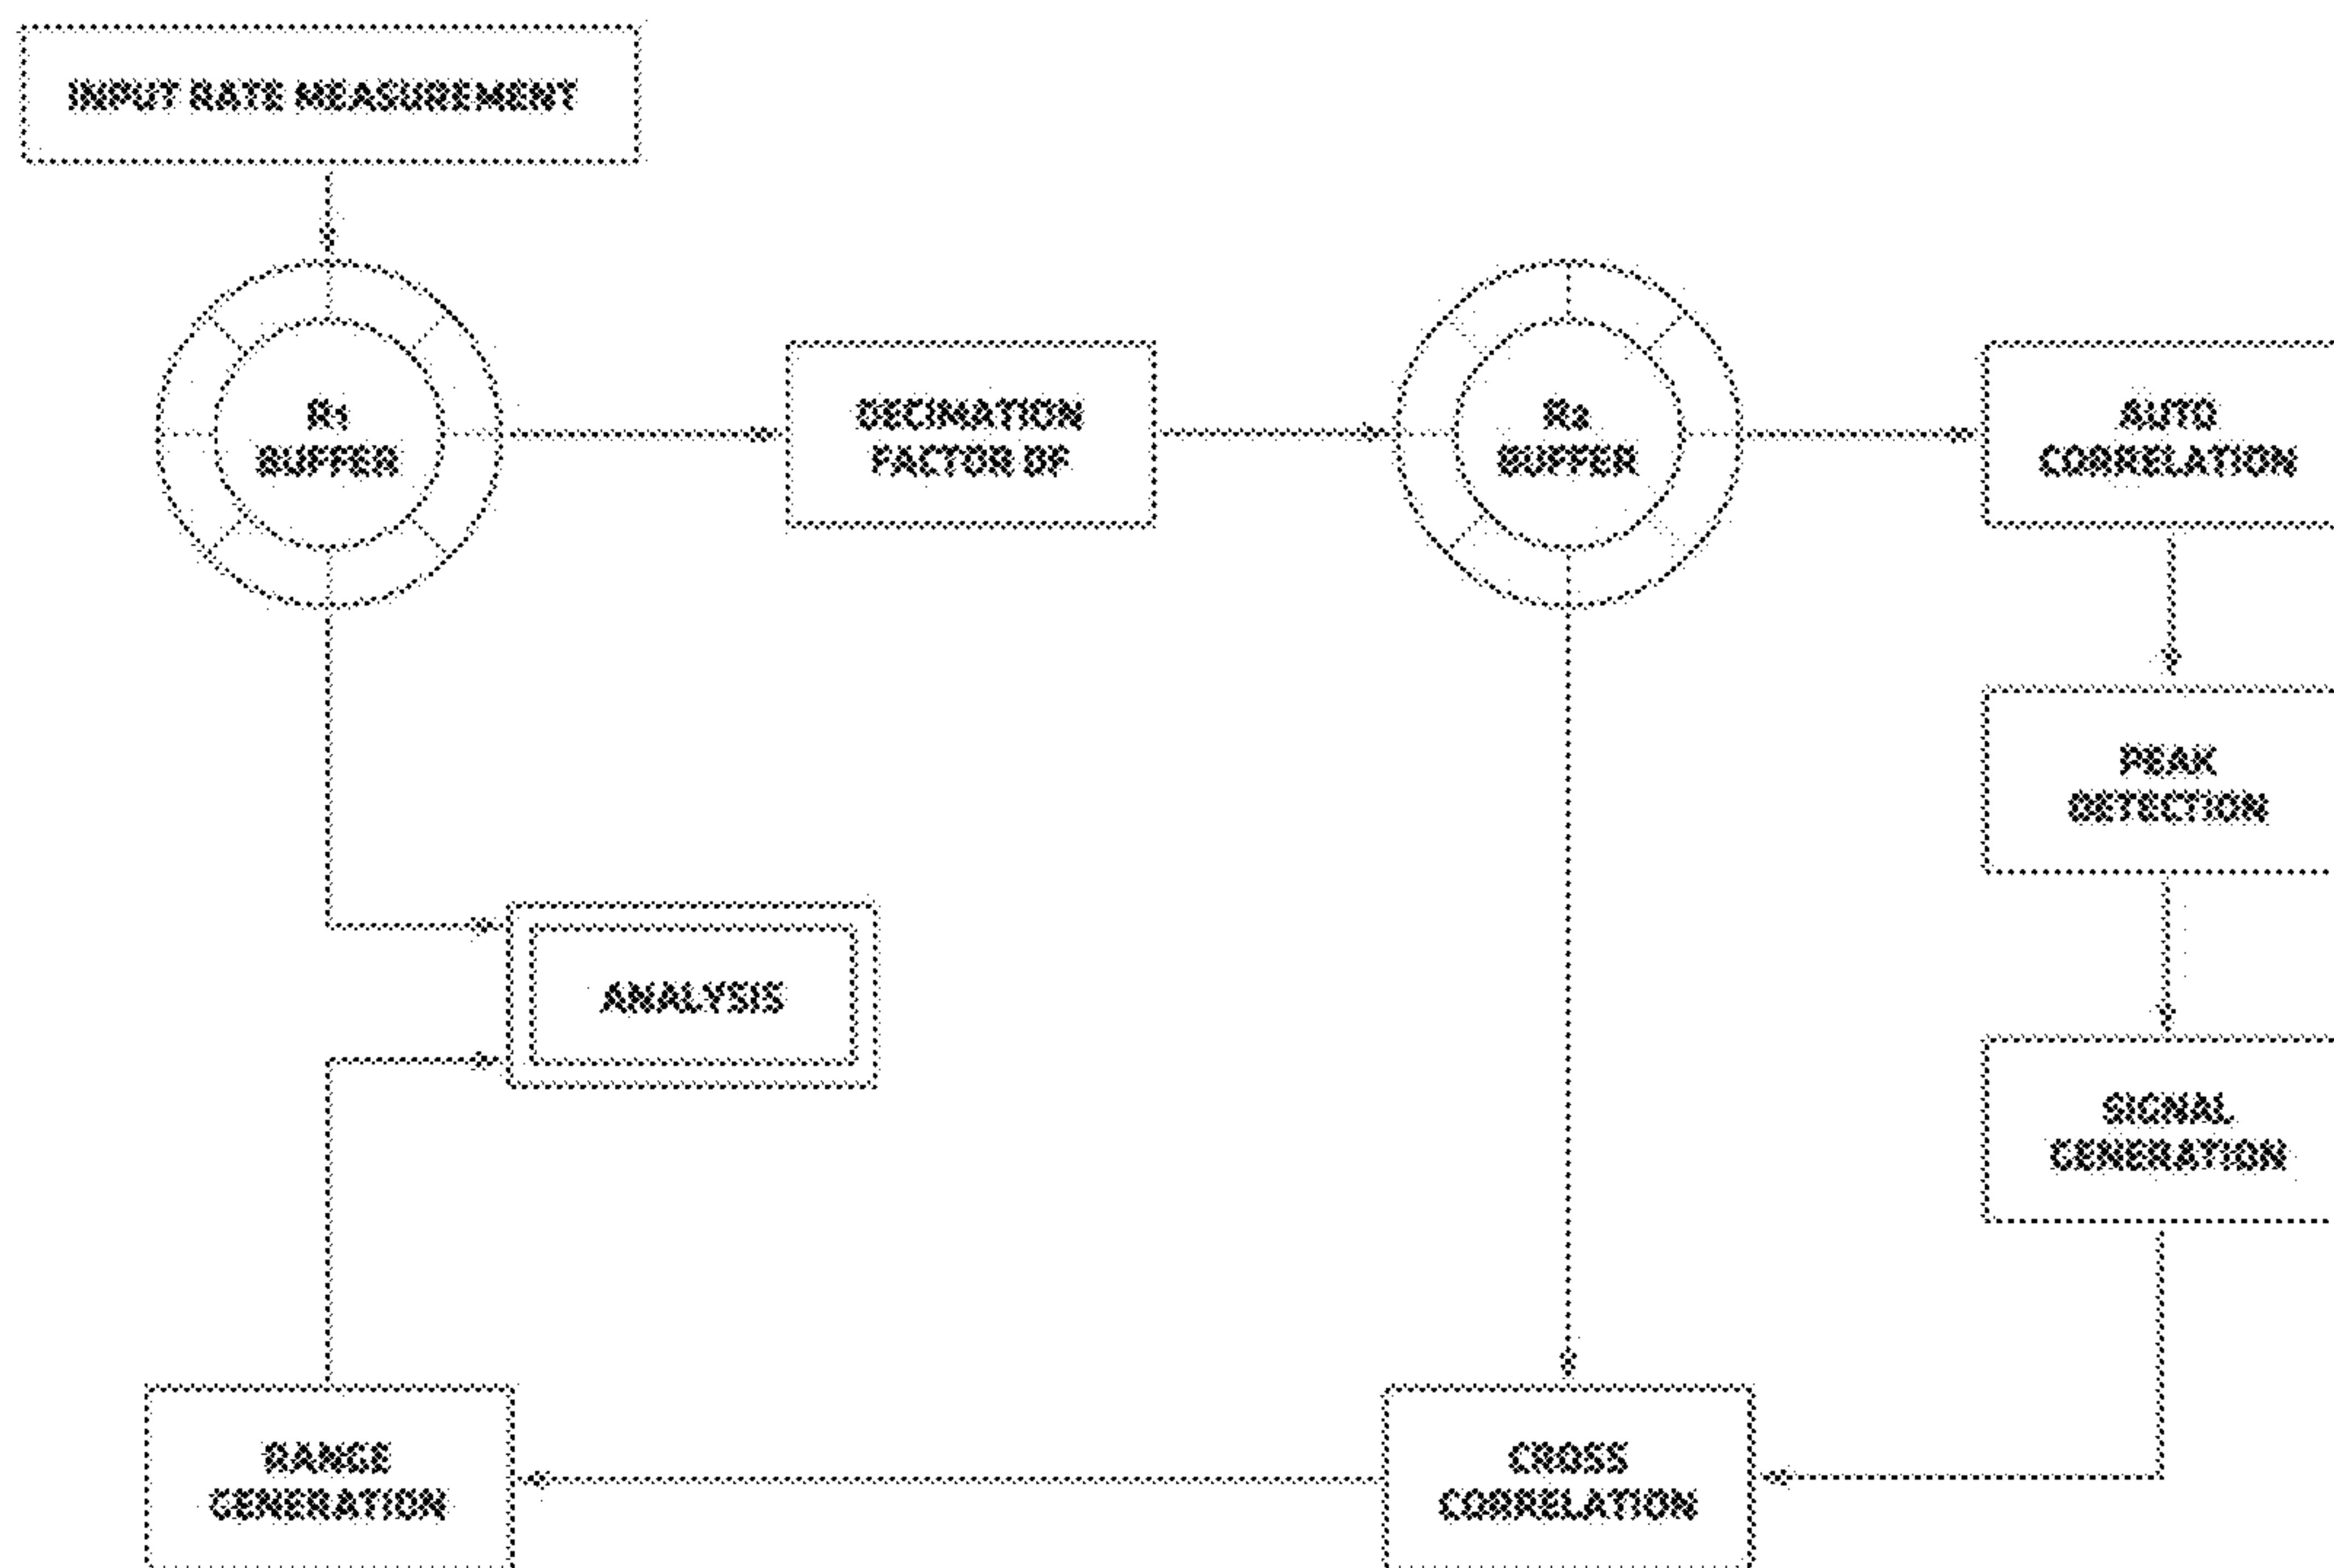 INPUT RATE MEASUREMENT
R1
BUFFER
DECIMATION
FACTOR DF
R2
BUFFER
AUTO
CORRELATION
PEAK
DETECTION
ANALYSIS
SIGNAL
GENERATION
RANGE
GENERATION
CROSS
CORRELATION